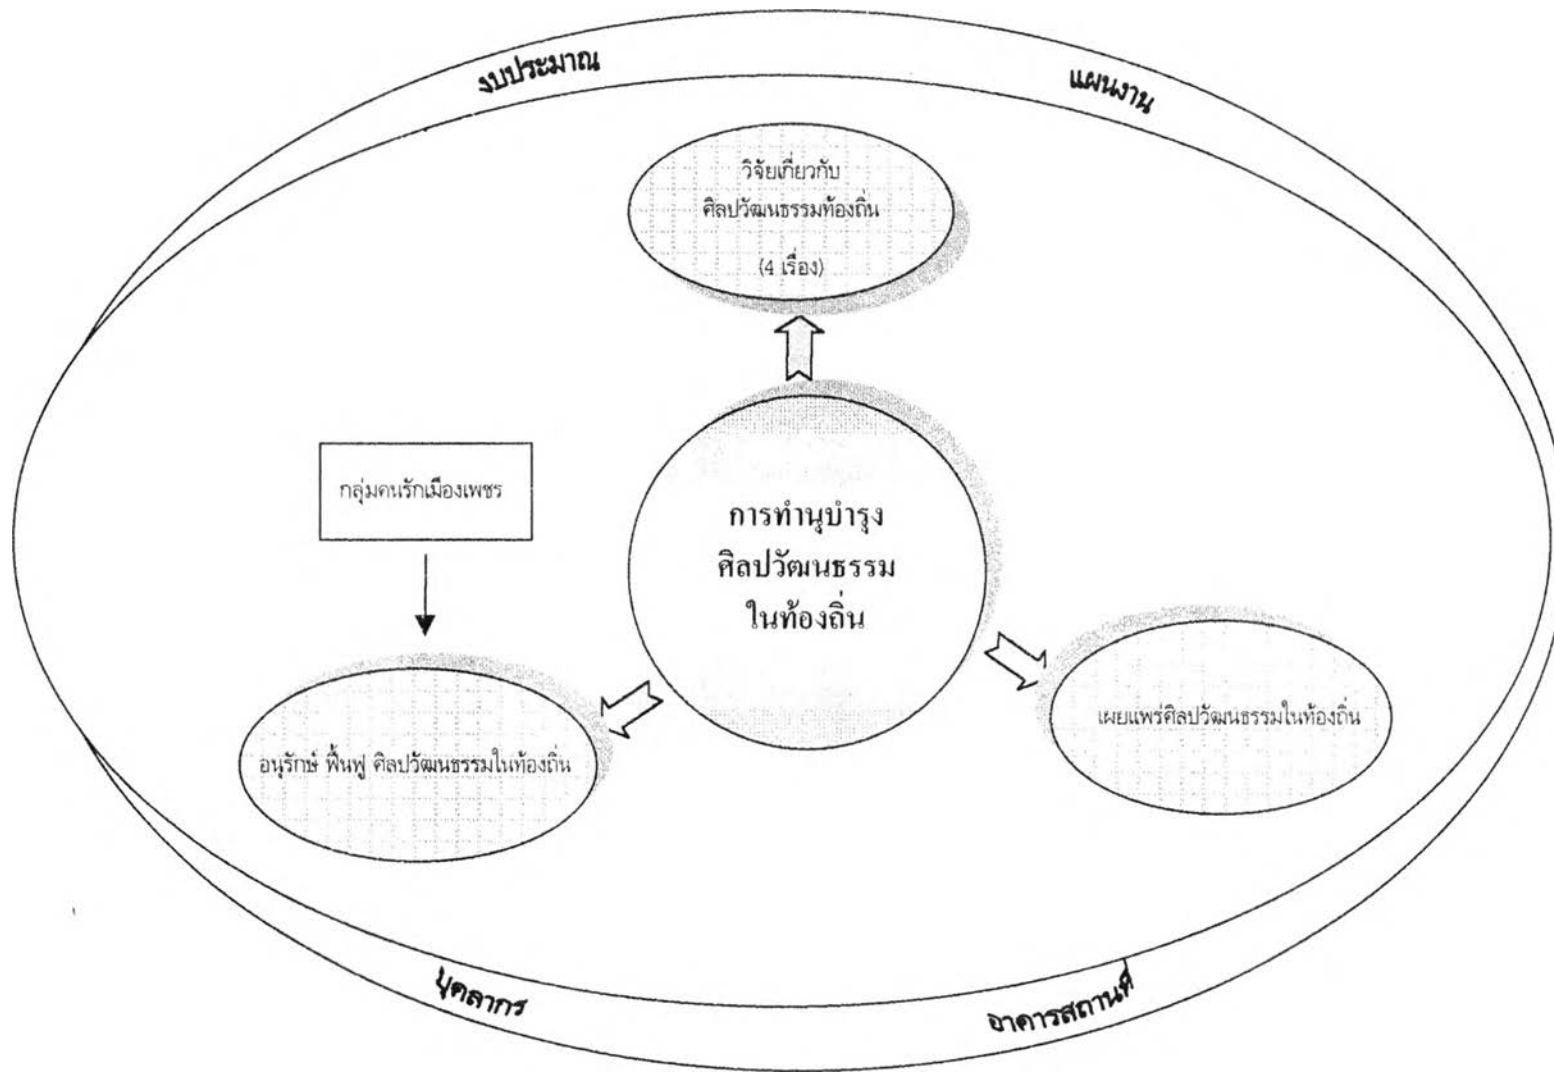 งบประมาณ
แผนงาน
วิจัยเกี่ยวกับ
ศิลปวัฒนธรรมท้องถิ่น
(4 เรื่อง)
กลุ่มคนรักเมืองเพชร
การทำนุบำรุง
ศิลปวัฒนธรรม
ในท้องถิ่น
เผยแพร่ศิลปวัฒนธรรมในท้องถิ่น
อนุรักษ์ ฟื้นฟู ศิลปวัฒนธรรมในท้องถิ่น
บุคลากร
อาคารสถานที่